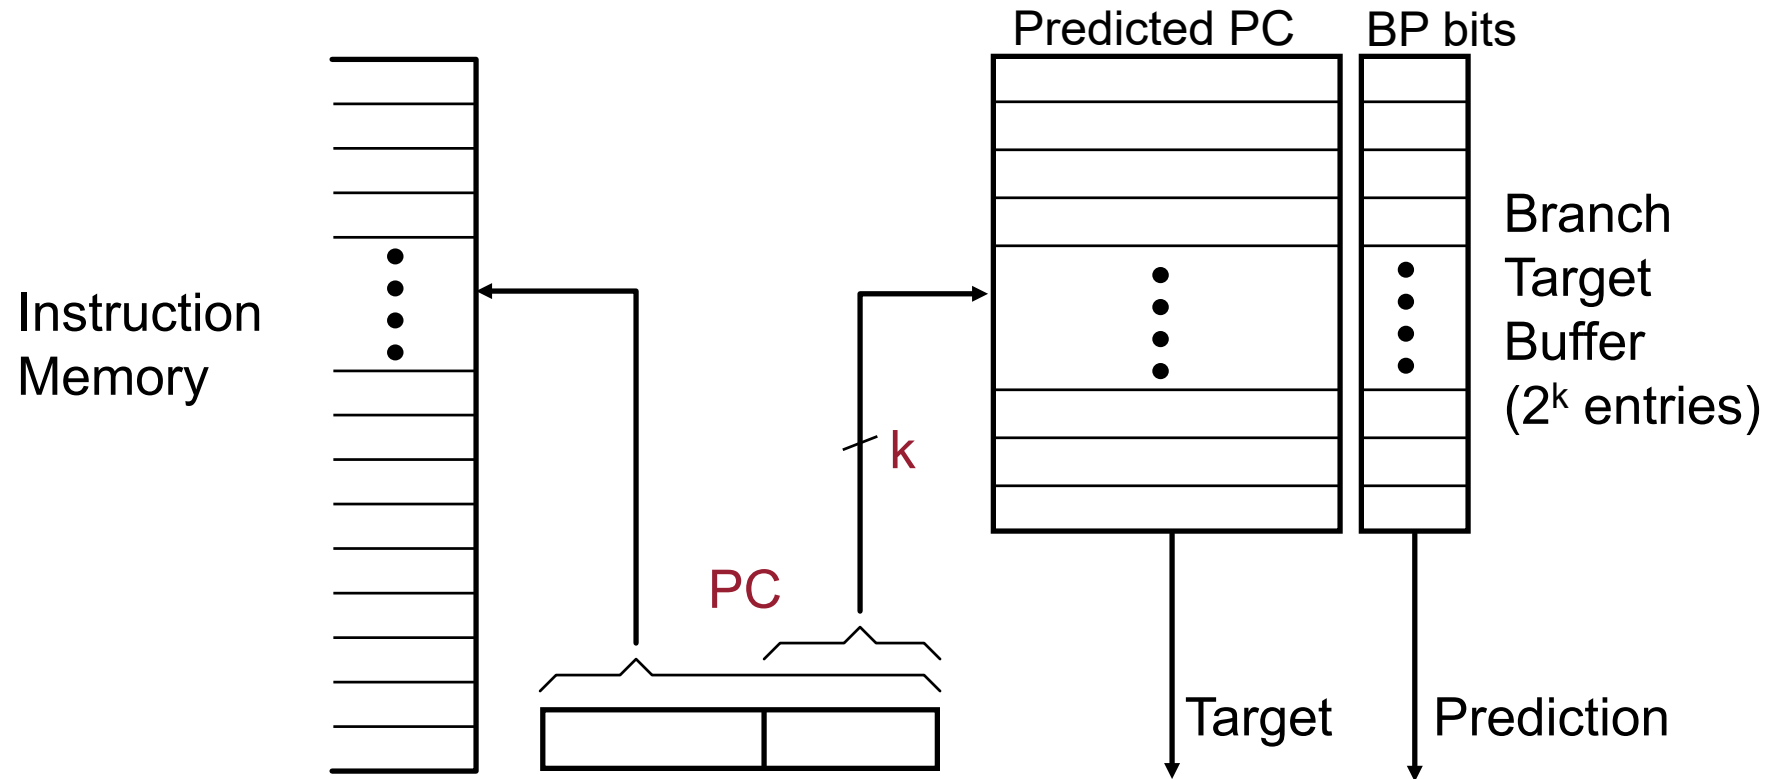 Predicted PC
BP bits
Instruction
Memory
Branch
Target
Buffer
(2ᵏ entries)
k
PC
Target
Prediction